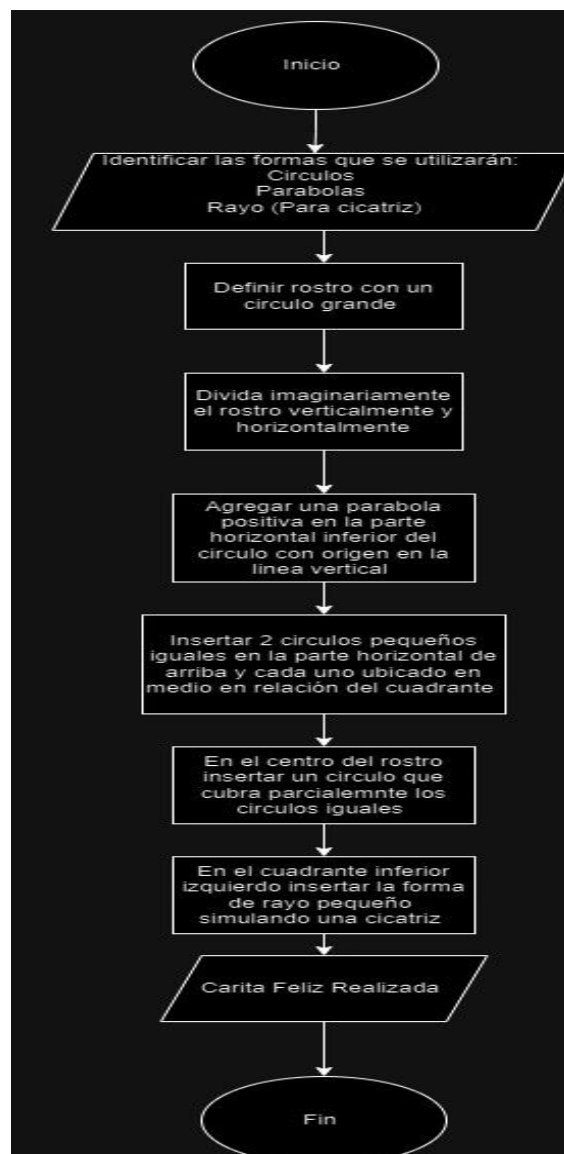 Inicio
Identificar las formas que se utilizarán:
Circulos
Parabolas
Rayo (Para cicatriz)
Definir rostro con un
circulo grande
Divida imaginariamente
el rostro verticalmente y
horizontalmente
Agregar una parabola
positiva en la parte
horizontal inferior del
circulo con origen en la
linea vertical
Insertar 2 circulos pequeños
iguales en la parte horizontal de
arriba y cada uno ubicado en
medio en relación del cuadrante
En el centro del rostro
insertar un circulo que
cubra parcialemnte los
circulos iguales
En el cuadrante inferior
izquierdo insertar la forma
de rayo pequeño
simulando una cicatriz
Carita Feliz Realizada
Fin